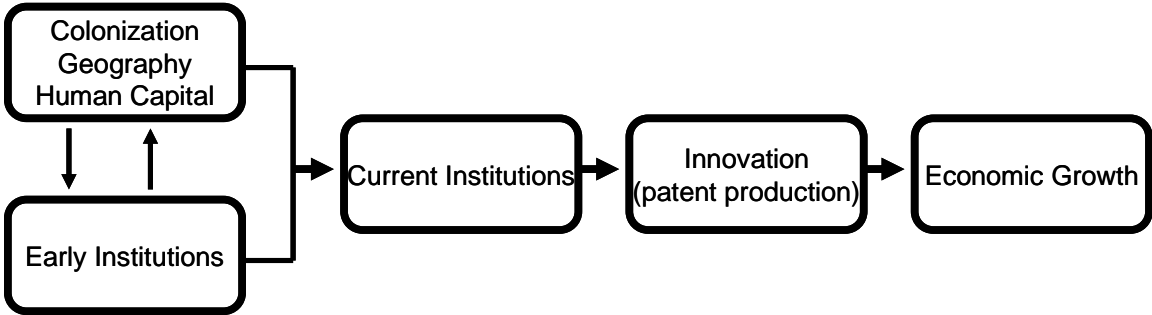 Colonization
Geography
Human Capital
Early Institutions
Current Institutions
Innovation
(patent production)
Economic Growth